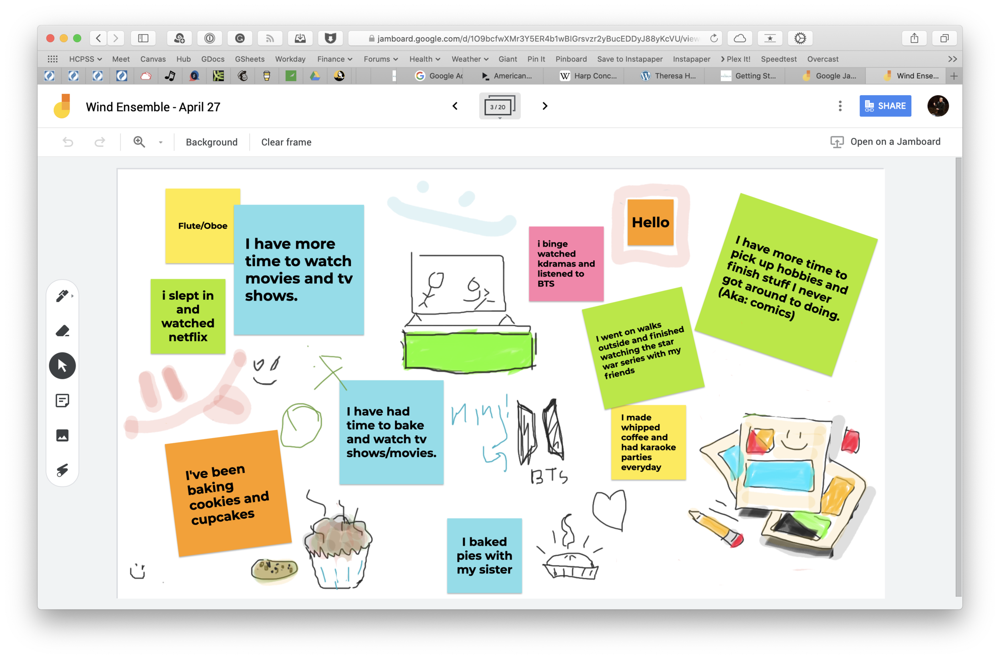 jamboard.google.com/d/1O9bcfwXMr3Y5ER4b1wBIGrsvzr2yBucEDDyJ88yKcVU/view
HCPSS Meet Canvas Hub GDocs GSheets Workday Finance Forums Health Weather Giant Pin It Pinboard Save to Instapaper Instapaper Plex It! Speedtest Overcast
Google Ac American... W Harp Conc... Theresa H... Getting St... Google Ja... Wind Ense...
Wind Ensemble - April 27
3 / 20
SHARE
Background
Clear frame
Open on a Jamboard
Flute/Oboe
I have more
time to watch
movies and tv
shows.
i slept in
and
watched
netflix
i binge
watched
kdramas and
listened to
BTS
Hello
I have more time to
pick up hobbies and
finish stuff I never
got around to doing.
(Aka: comics)
I went on walks
outside and finished
watching the star
war series with my
friends
I have had
time to bake
and watch tv
shows/movies.
BTS
I made
whipped
coffee and
had karaoke
parties
everyday
I've been
baking
cookies and
cupcakes
I baked
pies with
my sister